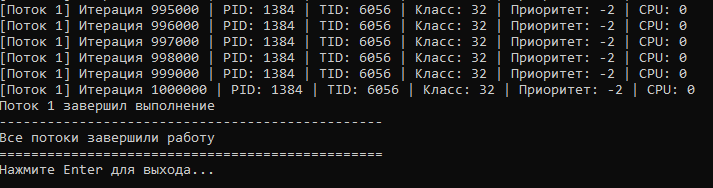 [Поток 1] Итерация 995000 | PID: 1384 | TID: 6056 | Класс: 32 | Приоритет: -2 | CPU: 0
[Поток 1] Итерация 996000 | PID: 1384 | TID: 6056 | Класс: 32 | Приоритет: -2 | CPU: 0
[Поток 1] Итерация 997000 | PID: 1384 | TID: 6056 | Класс: 32 | Приоритет: -2 | CPU: 0
[Поток 1] Итерация 998000 | PID: 1384 | TID: 6056 | Класс: 32 | Приоритет: -2 | CPU: 0
[Поток 1] Итерация 999000 | PID: 1384 | TID: 6056 | Класс: 32 | Приоритет: -2 | CPU: 0
[Поток 1] Итерация 1000000 | PID: 1384 | TID: 6056 | Класс: 32 | Приоритет: -2 | CPU: 0
Поток 1 завершил выполнение
------------------------------------------------
Все потоки завершили работу
================================================
Нажмите Enter для выхода...